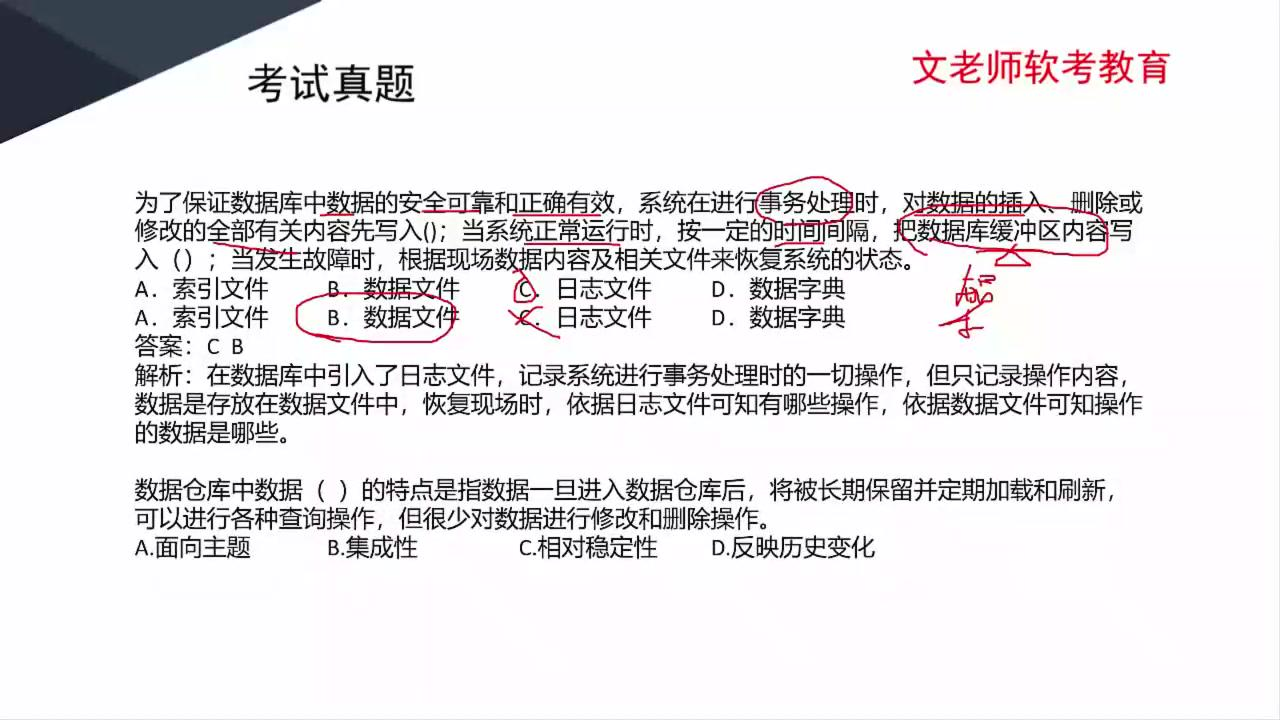 考试真题
文老师软考教育
为了保证数据库中数据的安全可靠和正确有效，系统在进行事务处理时，对数据的插入、删除或
修改的全部有关内容先写入()；当系统正常运行时，按一定的时间间隔，把数据库缓冲区内容写
入（ ）；当发生故障时，根据现场数据内容及相关文件来恢复系统的状态。
A．索引文件 B．数据文件 C．日志文件 D．数据字典
A．索引文件 B．数据文件 C．日志文件 D．数据字典
答案：C B
解析：在数据库中引入了日志文件，记录系统进行事务处理时的一切操作，但只记录操作内容，
数据是存放在数据文件中，恢复现场时，依据日志文件可知有哪些操作，依据数据文件可知操作
的数据是哪些。
数据仓库中数据（ ）的特点是指数据一旦进入数据仓库后，将被长期保留并定期加载和刷新，
可以进行各种查询操作，但很少对数据进行修改和删除操作。
A.面向主题 B.集成性 C.相对稳定性 D.反映历史变化